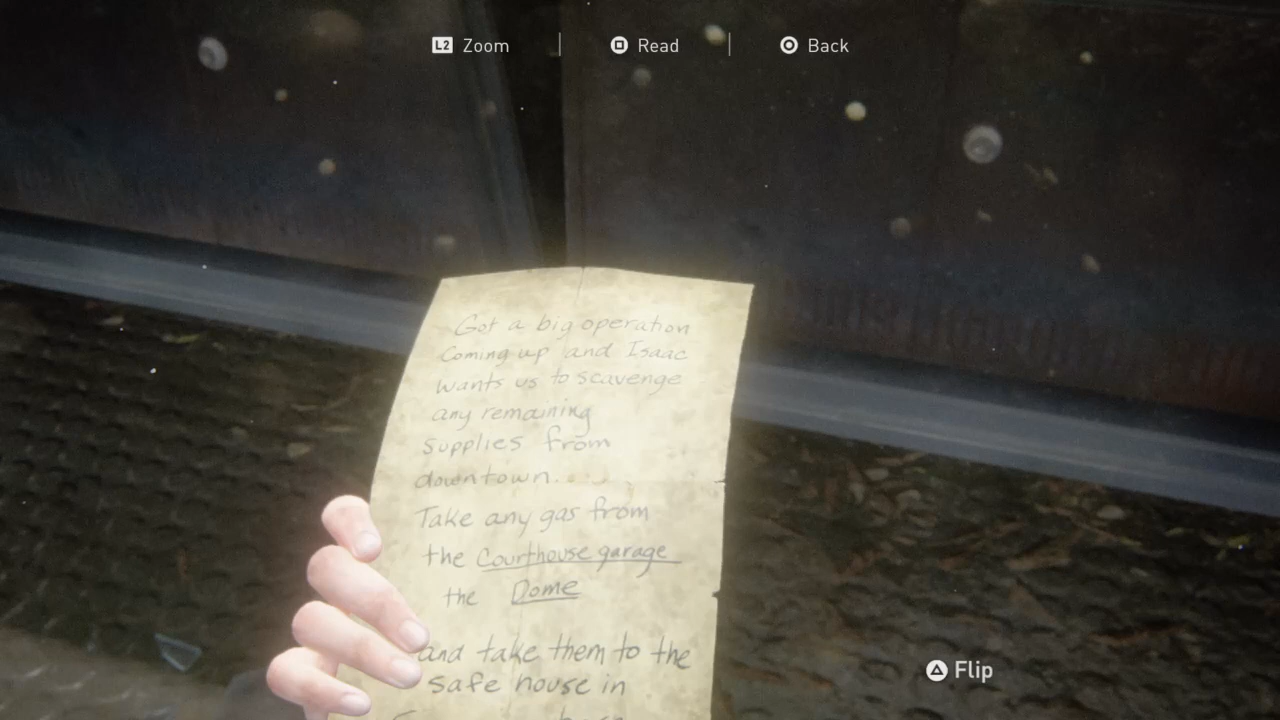 L2 Zoom | Read | Back
Got a big operation
Coming up and Isaac
wants us to scavenge
any remaining
supplies from
downtown.
Take any gas from
the Courthouse garage
the Dome
and take them to the
safe house in
Flip